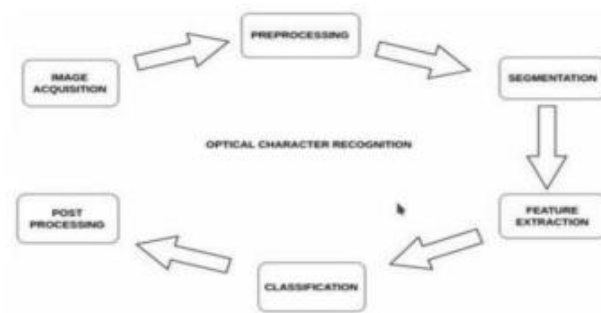 PREPROCESSING
IMAGE
ACQUISITION
SEGMENTATION
OPTICAL CHARACTER RECOGNITION
POST
PROCESSING
FEATURE
EXTRACTION
CLASSIFICATION